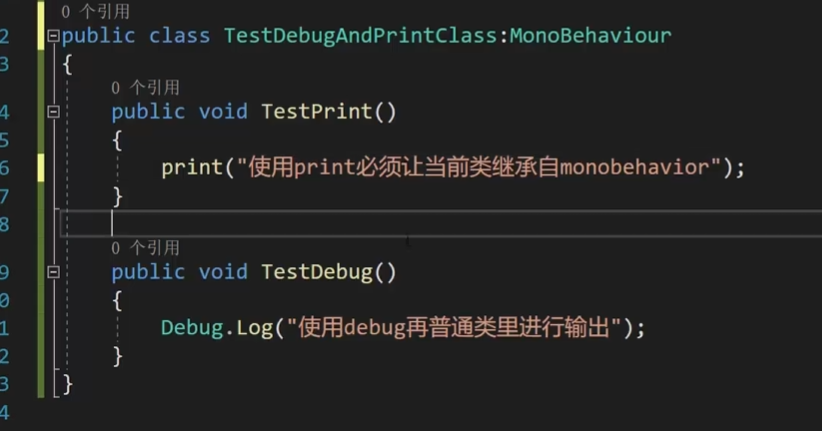 0 个引用
2 public class TestDebugAndPrintClass:MonoBehaviour
3 {
0 个引用
4 public void TestPrint()
5 {
6 print("使用print必须让当前类继承自monobehavior");
7 }
8
0 个引用
9 public void TestDebug()
0 {
1 Debug.Log("使用debug再普通类里进行输出");
2 }
3 }
4